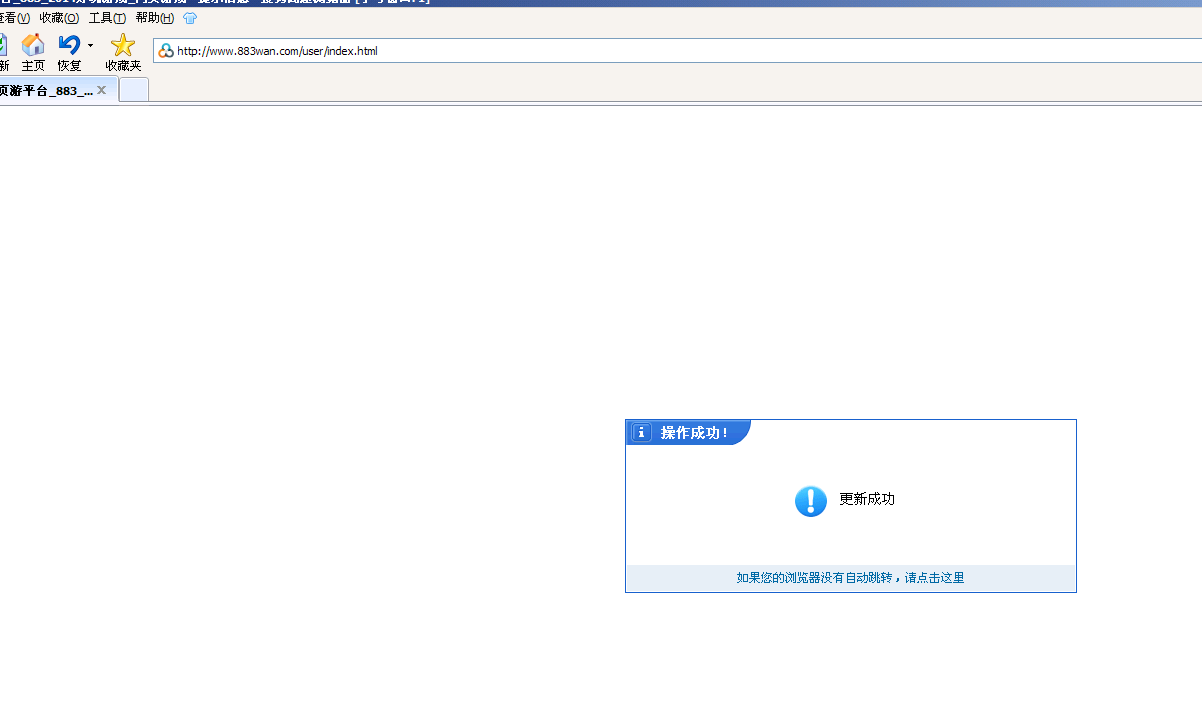 查看(V) 收藏(O) 工具(T) 帮助(H)
新 主页 恢复 收藏夹
http://www.883wan.com/user/index.html
页游平台_883_...
操作成功!
更新成功
如果您的浏览器没有自动跳转，请点击这里